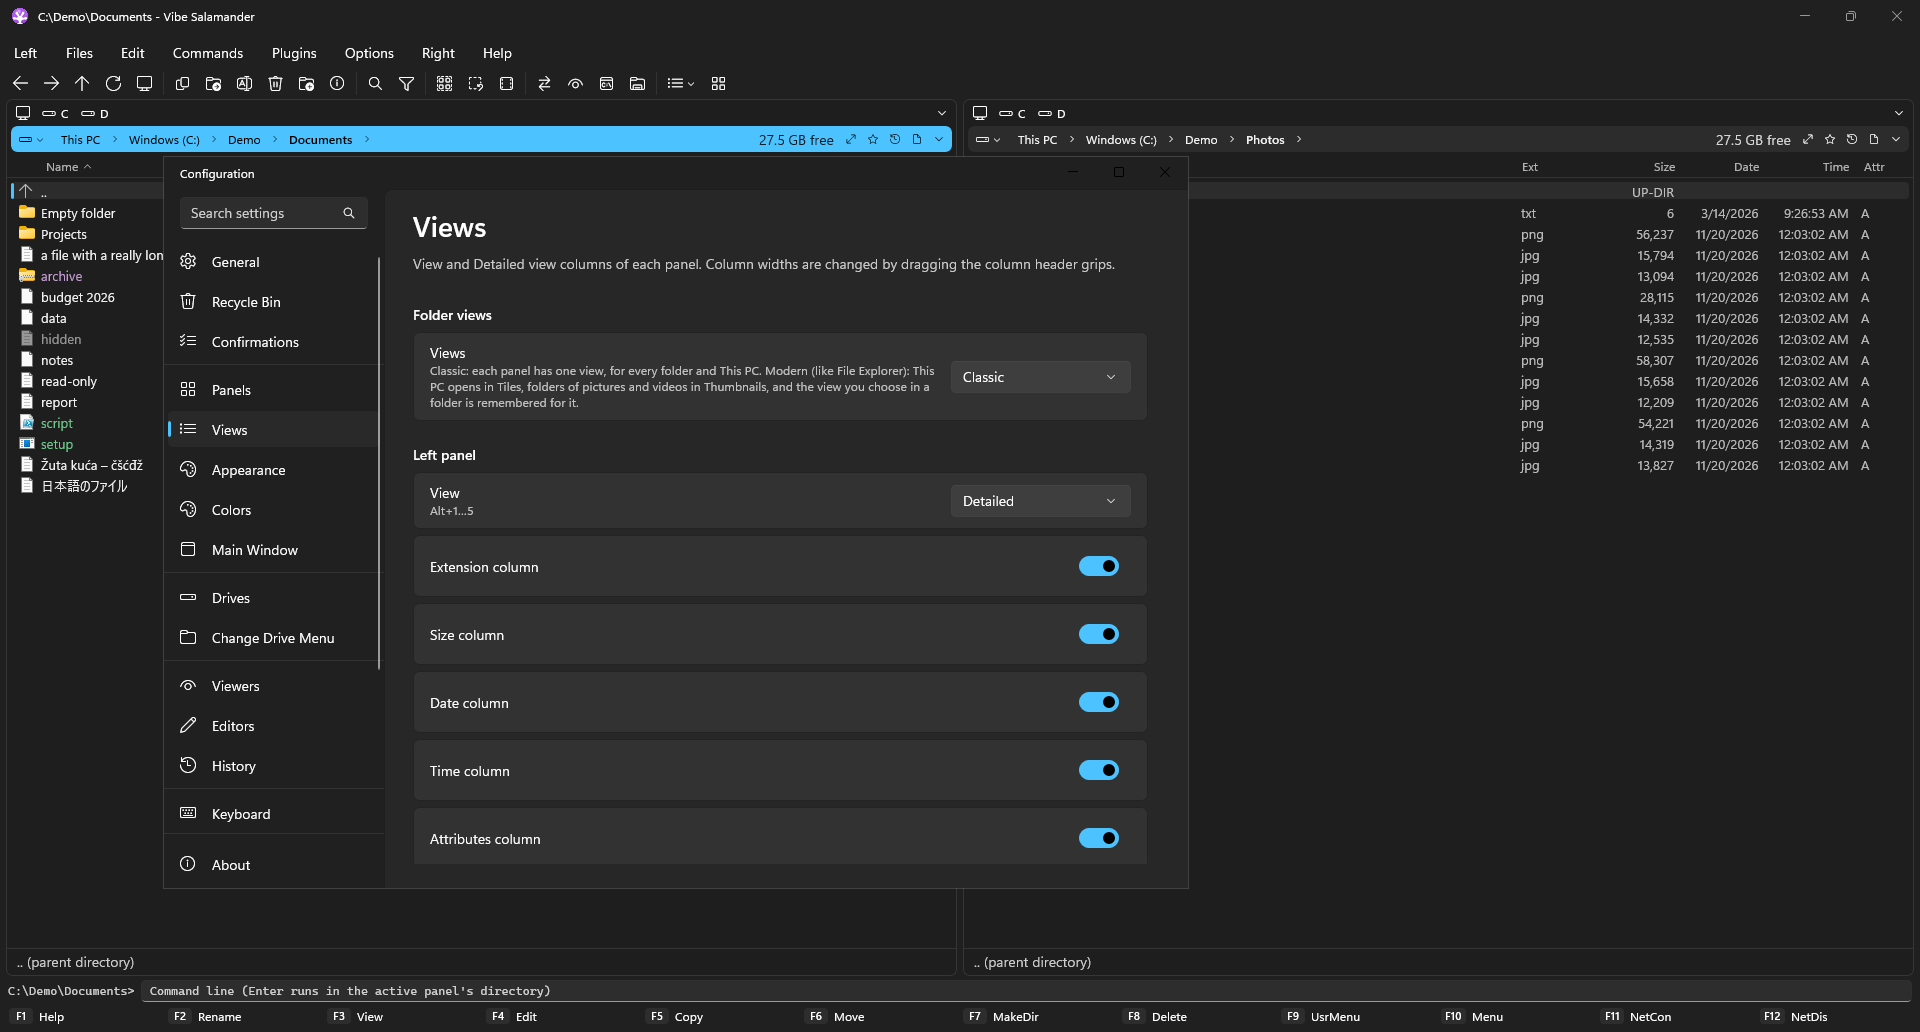 C:\Demo\Documents - Vibe Salamander
Left Files Edit Commands Plugins Options Right Help
C D
This PC Windows (C:) Demo Documents 27.5 GB free
Name
..
Empty folder
Projects
a file with a really lon
archive
budget 2026
data
hidden
notes
read-only
report
script
setup
Žuta kuća – čšćđž
日本語のファイル
.. (parent directory)
Configuration
Search settings
General
Recycle Bin
Confirmations
Panels
Views
Appearance
Colors
Main Window
Drives
Change Drive Menu
Viewers
Editors
History
Keyboard
About
Views
View and Detailed view columns of each panel. Column widths are changed by dragging the column header grips.
Folder views
Views
Classic: each panel has one view, for every folder and This PC. Modern (like File Explorer): This
PC opens in Tiles, folders of pictures and videos in Thumbnails, and the view you choose in a
folder is remembered for it.
Classic
Left panel
View
Alt+1...5
Detailed
Extension column
Size column
Date column
Time column
Attributes column
C D
This PC Windows (C:) Demo Photos 27.5 GB free
Ext Size Date Time Attr
UP-DIR
txt 6 3/14/2026 9:26:53 AM A
png 56,237 11/20/2026 12:03:02 AM A
jpg 15,794 11/20/2026 12:03:02 AM A
jpg 13,094 11/20/2026 12:03:02 AM A
png 28,115 11/20/2026 12:03:02 AM A
jpg 14,332 11/20/2026 12:03:02 AM A
jpg 12,535 11/20/2026 12:03:02 AM A
png 58,307 11/20/2026 12:03:02 AM A
jpg 15,658 11/20/2026 12:03:02 AM A
jpg 12,209 11/20/2026 12:03:02 AM A
png 54,221 11/20/2026 12:03:02 AM A
jpg 14,319 11/20/2026 12:03:02 AM A
jpg 13,827 11/20/2026 12:03:02 AM A
.. (parent directory)
C:\Demo\Documents> Command line (Enter runs in the active panel's directory)
F1 Help F2 Rename F3 View F4 Edit F5 Copy F6 Move F7 MakeDir F8 Delete F9 UsrMenu F10 Menu F11 NetCon F12 NetDis